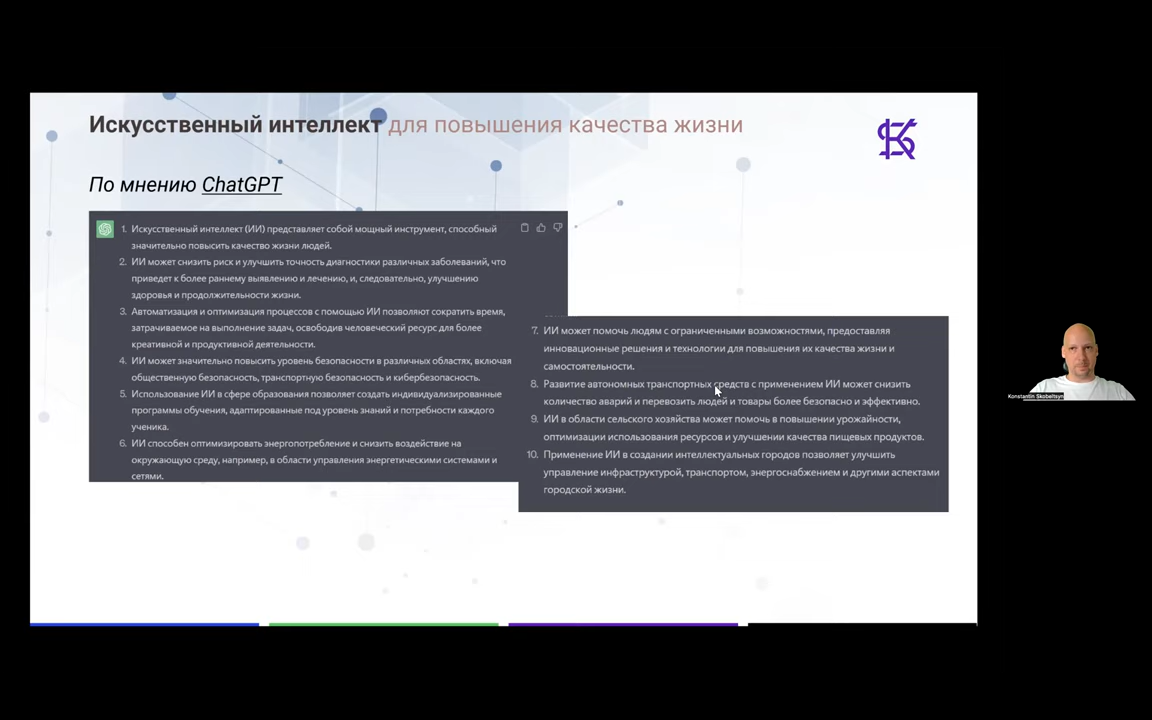 Искусственный интеллект для повышения качества жизни
По мнению ChatGPT
1. Искусственный интеллект (ИИ) представляет собой мощный инструмент, способный
значительно повысить качество жизни людей.
2. ИИ может снизить риск и улучшить точность диагностики различных заболеваний, что
приведет к более раннему выявлению и лечению, и, следовательно, улучшению
здоровья и продолжительности жизни.
3. Автоматизация и оптимизация процессов с помощью ИИ позволяют сократить время,
затрачиваемое на выполнение задач, освободив человеческий ресурс для более
креативной и продуктивной деятельности.
4. ИИ может значительно повысить уровень безопасности в различных областях, включая
общественную безопасность, транспортную безопасность и кибербезопасность.
5. Использование ИИ в сфере образования позволяет создать индивидуализированные
программы обучения, адаптированные под уровень знаний и потребности каждого
ученика.
6. ИИ способен оптимизировать энергопотребление и снизить воздействие на
окружающую среду, например, в области управления энергетическими системами и
сетями.
7. ИИ может помочь людям с ограниченными возможностями, предоставляя
инновационные решения и технологии для повышения их качества жизни и
самостоятельности.
8. Развитие автономных транспортных средств с применением ИИ может снизить
количество аварий и перевозить людей и товары более безопасно и эффективно.
9. ИИ в области сельского хозяйства может помочь в повышении урожайности,
оптимизации использования ресурсов и улучшении качества пищевых продуктов.
10. Применение ИИ в создании интеллектуальных городов позволяет улучшить
управление инфраструктурой, транспортом, энергоснабжением и другими аспектами
городской жизни.
Konstantin Skobeltsyn